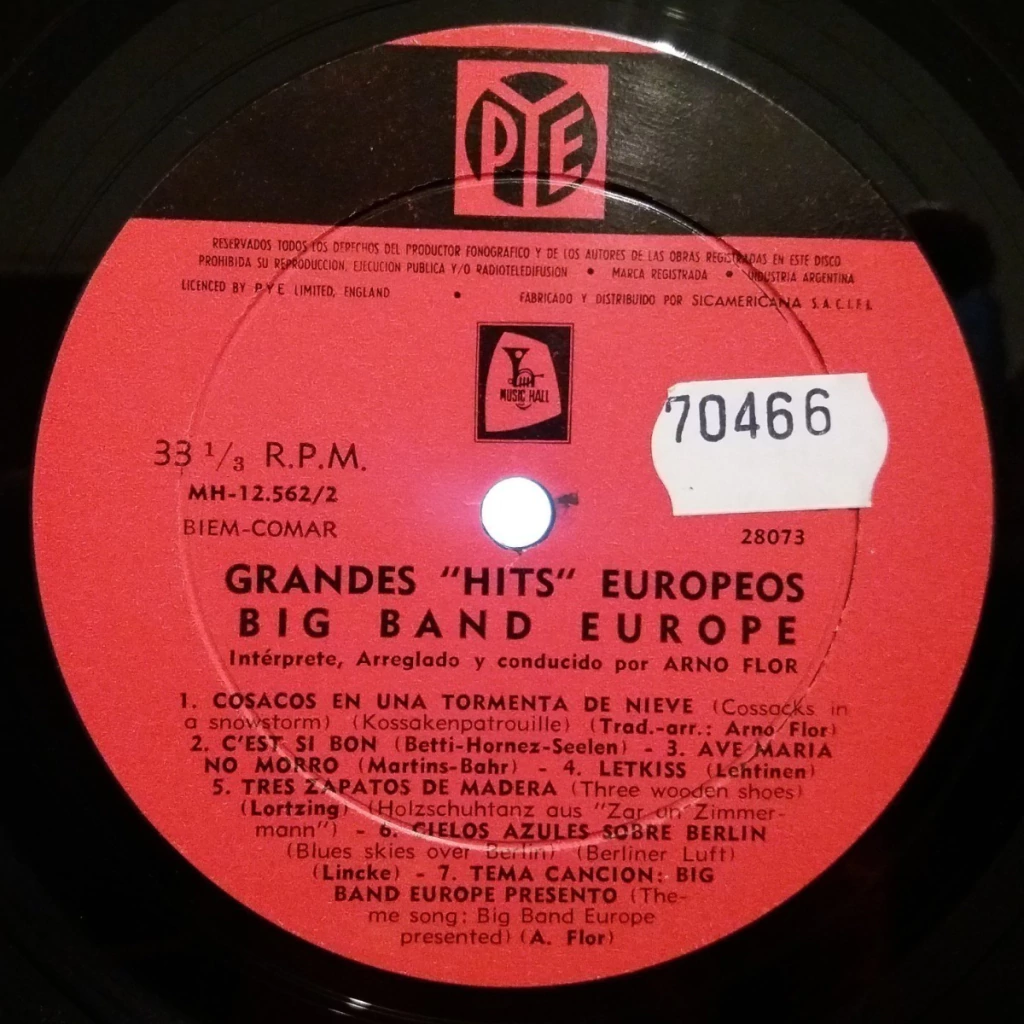 PYE
RESERVADOS TODOS LOS DERECHOS DEL PRODUCTOR FONOGRAFICO Y DE LOS AUTORES DE LAS OBRAS REGISTRADAS EN ESTE DISCO
PROHIBIDA SU REPRODUCCION, EJECUCION PUBLICA Y/O RADIOTELEDIFUSION • MARCA REGISTRADA • INDUSTRIA ARGENTINA
LICENCED BY PYE LIMITED, ENGLAND • FABRICADO Y DISTRIBUIDO POR SICAMERICANA S.A.C.I.F.I.
MUSIC HALL
70466
33 1/3 R.P.M.
MH-12.562/2
BIEM-COMAR
28073
GRANDES "HITS" EUROPEOS
BIG BAND EUROPE
Intérprete, Arreglado y conducido por ARNO FLOR
1. COSACOS EN UNA TORMENTA DE NIEVE (Cossacks in
a snowstorm) (Kossakenpatrouille) (Trad.-arr.: Arno Flor)
2. C'EST SI BON (Betti-Hornez-Seelen) - 3. AVE MARIA
NO MORRO (Martins-Bahr) - 4. LETKISS (Lehtinen)
5. TRES ZAPATOS DE MADERA (Three wooden shoes)
(Lortzing) (Holzschuhtanz aus "Zar un Zimmer-
mann") - 6. CIELOS AZULES SOBRE BERLIN
(Blues skies over Berlin) (Berliner Luft)
(Lincke) - 7. TEMA CANCION: BIG
BAND EUROPE PRESENTO (The-
me song: Big Band Europe
presented) (A. Flor)